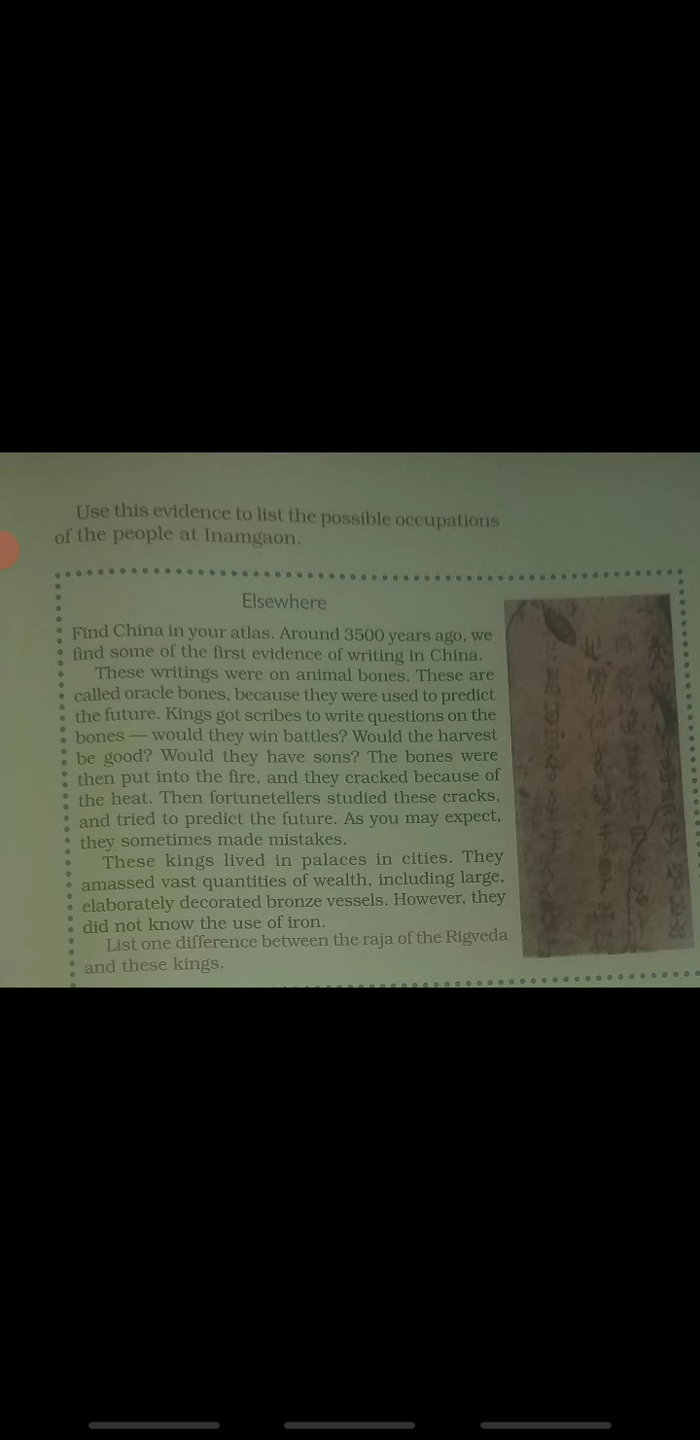 Use this evidence to list the possible occupations
of the people at Inamgaon.
Elsewhere
Find China in your atlas. Around 3500 years ago, we
find some of the first evidence of writing in China.
These writings were on animal bones. These are
called oracle bones, because they were used to predict
the future. Kings got scribes to write questions on the
bones — would they win battles? Would the harvest
be good? Would they have sons? The bones were
then put into the fire, and they cracked because of
the heat. Then fortunetellers studied these cracks,
and tried to predict the future. As you may expect,
they sometimes made mistakes.
These kings lived in palaces in cities. They
amassed vast quantities of wealth, including large,
elaborately decorated bronze vessels. However, they
did not know the use of iron.
List one difference between the raja of the Rigveda
and these kings.